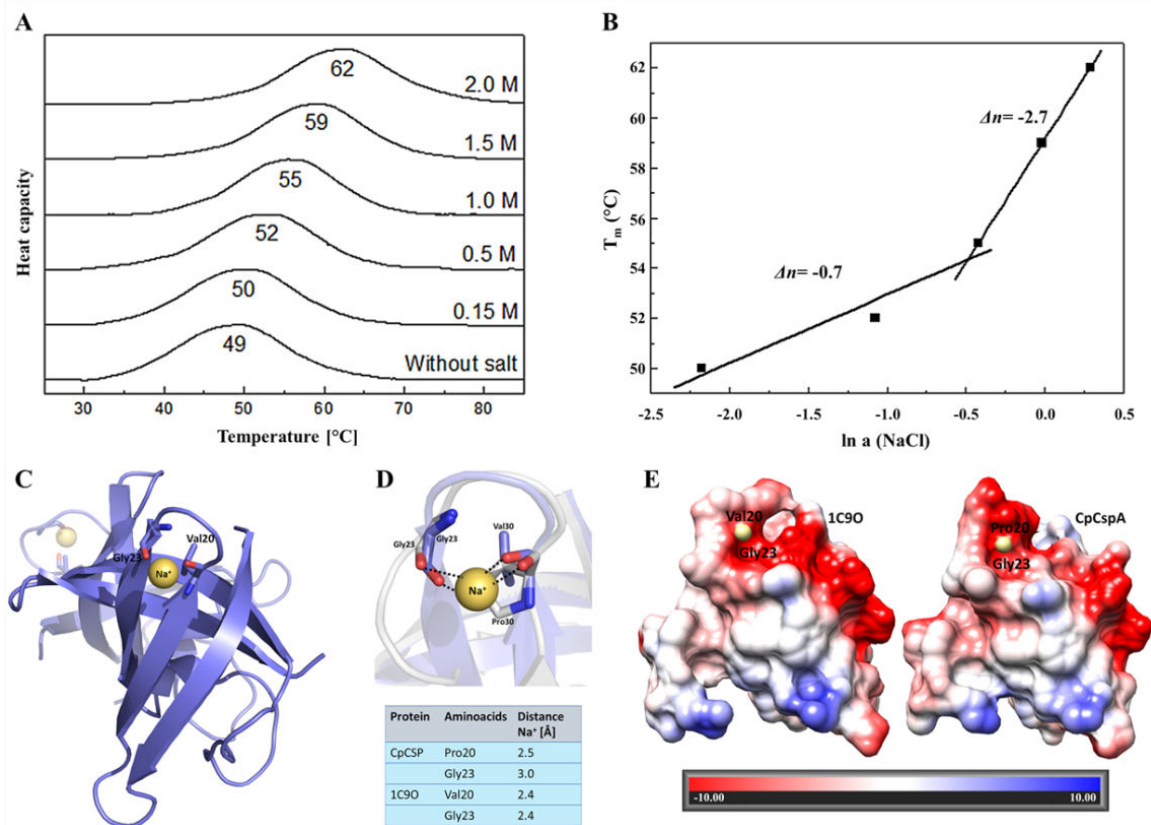 A
Heat capacity
62
2.0 M
59
1.5 M
55
1.0 M
52
0.5 M
50
0.15 M
49
Without salt
30 40 50 60 70 80
Temperature [°C]
B
Tm (°C)
62
60
58
56
54
52
50
Δn= -2.7
Δn= -0.7
-2.5 -2.0 -1.5 -1.0 -0.5 0.0 0.5
ln a (NaCl)
C
Gly23
Val20
Na⁺
D
Gly23
Gly23
Val30
Na⁺
Pro30
Protein Aminoacids Distance Na⁺ [Å]
CpCSP Pro20 2.5
Gly23 3.0
1C9O Val20 2.4
Gly23 2.4
E
Val20
1C9O
Gly23
Pro20
CpCspA
Gly23
-10.00 10.00